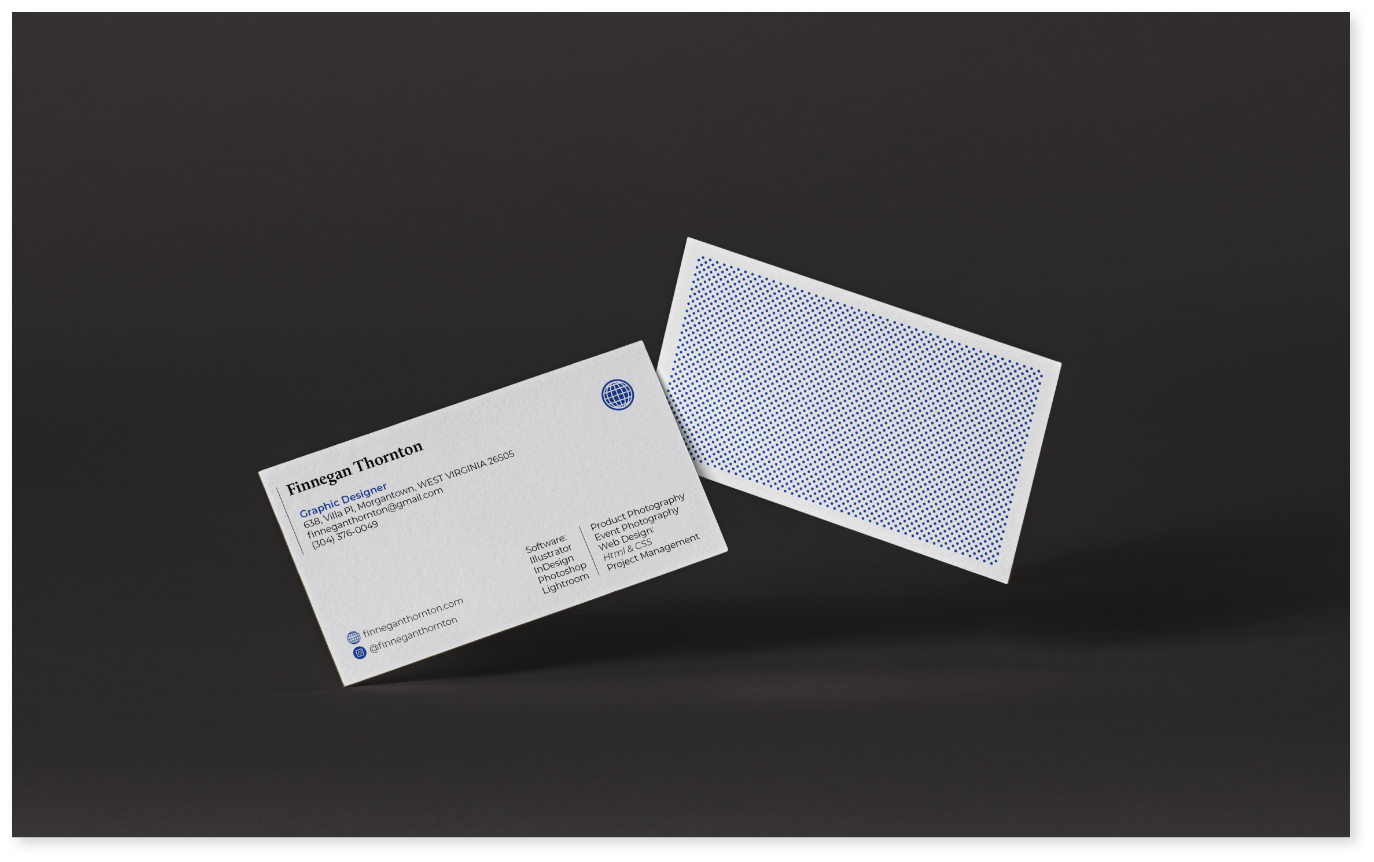 Finnegan Thornton
Graphic Designer
638, Villa Pl, Morgantown, WEST VIRGINIA 26505
finneganthornton@gmail.com
(304) 376-0049
Software:
Illustrator
InDesign
Photoshop
Lightroom
Product Photography
Event Photography
Web Design:
Html & CSS
Project Management
finneganthornton.com
@finneganthornton